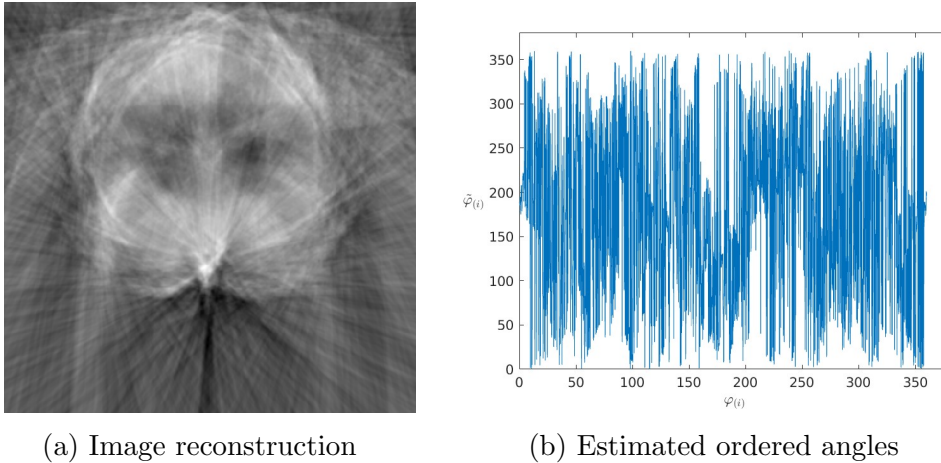 350
300
250
200
150
100
50
0
φ̃(i)
0 50 100 150 200 250 300 350
φ(i)
(a) Image reconstruction
(b) Estimated ordered angles